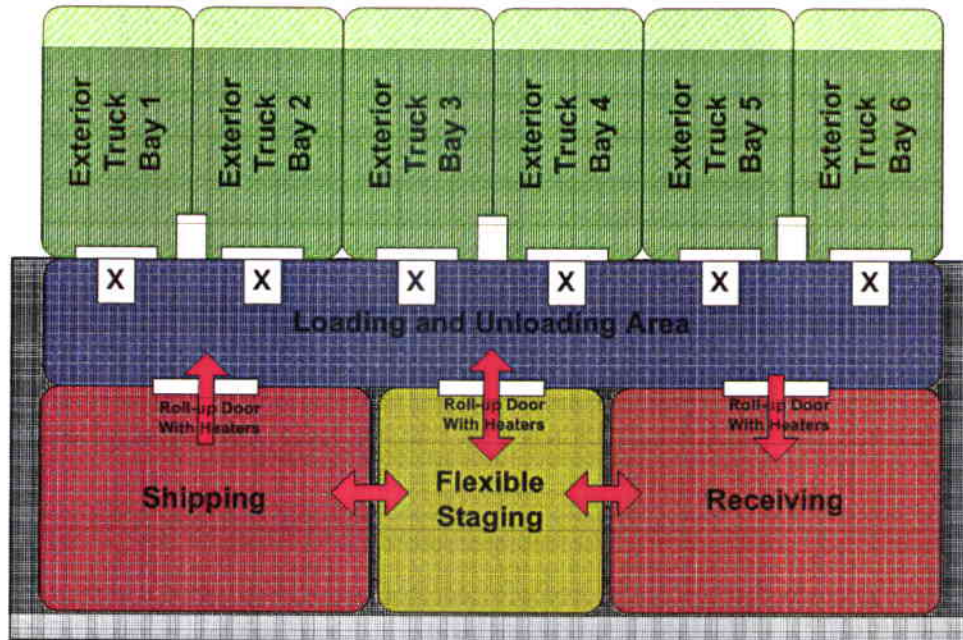 Exterior
Truck
Bay 1
Exterior
Truck
Bay 2
Exterior
Truck
Bay 3
Exterior
Truck
Bay 4
Exterior
Truck
Bay 5
Exterior
Truck
Bay 6
X
X
X
X
X
X
Loading and Unloading Area
Roll-up Door
With Heaters
Roll-up Door
With Heaters
Roll-up Door
With Heaters
Shipping
Flexible
Staging
Receiving